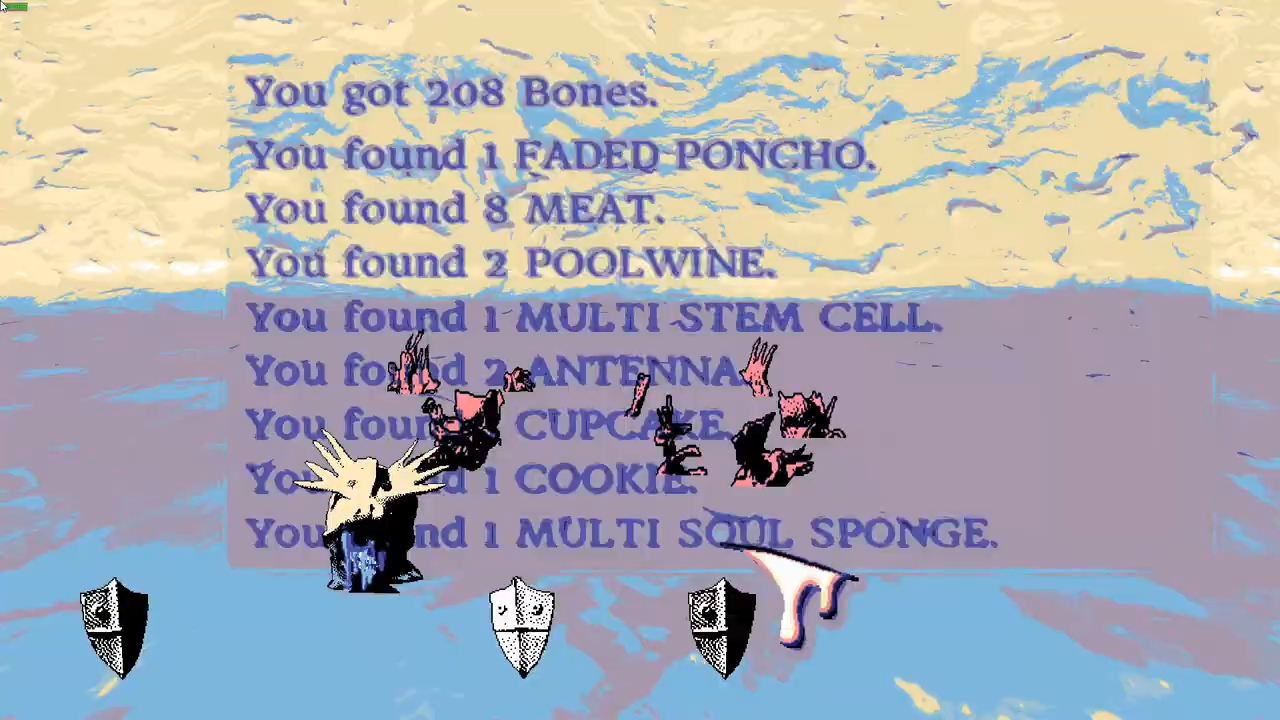 You got 208 Bones.
You found 1 FADED PONCHO.
You found 8 MEAT.
You found 2 POOLWINE.
You found 1 MULTI STEM CELL.
You found 2 ANTENNA.
You found CUPCAKE.
You found 1 COOKIE.
You found 1 MULTI SOUL SPONGE.